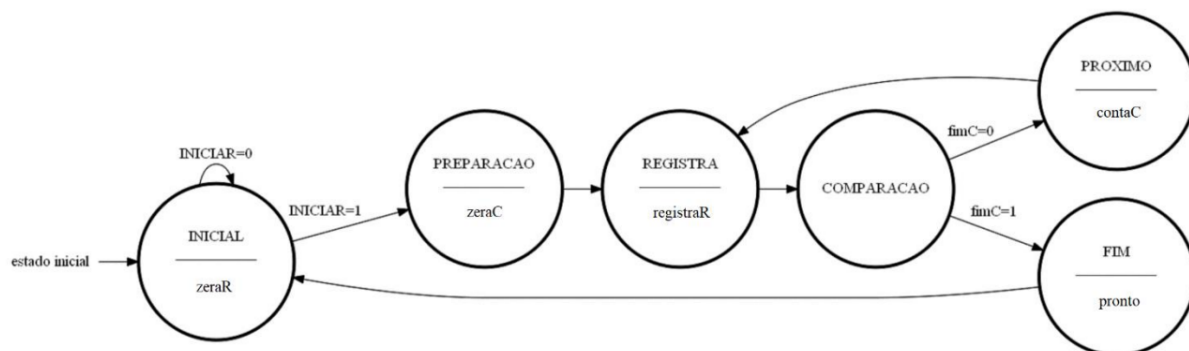 estado inicial
INICIAR=0
INICIAL
zeraR
INICIAR=1
PREPARACAO
zeraC
REGISTRA
registraR
COMPARACAO
fimC=0
PROXIMO
contaC
fimC=1
FIM
pronto